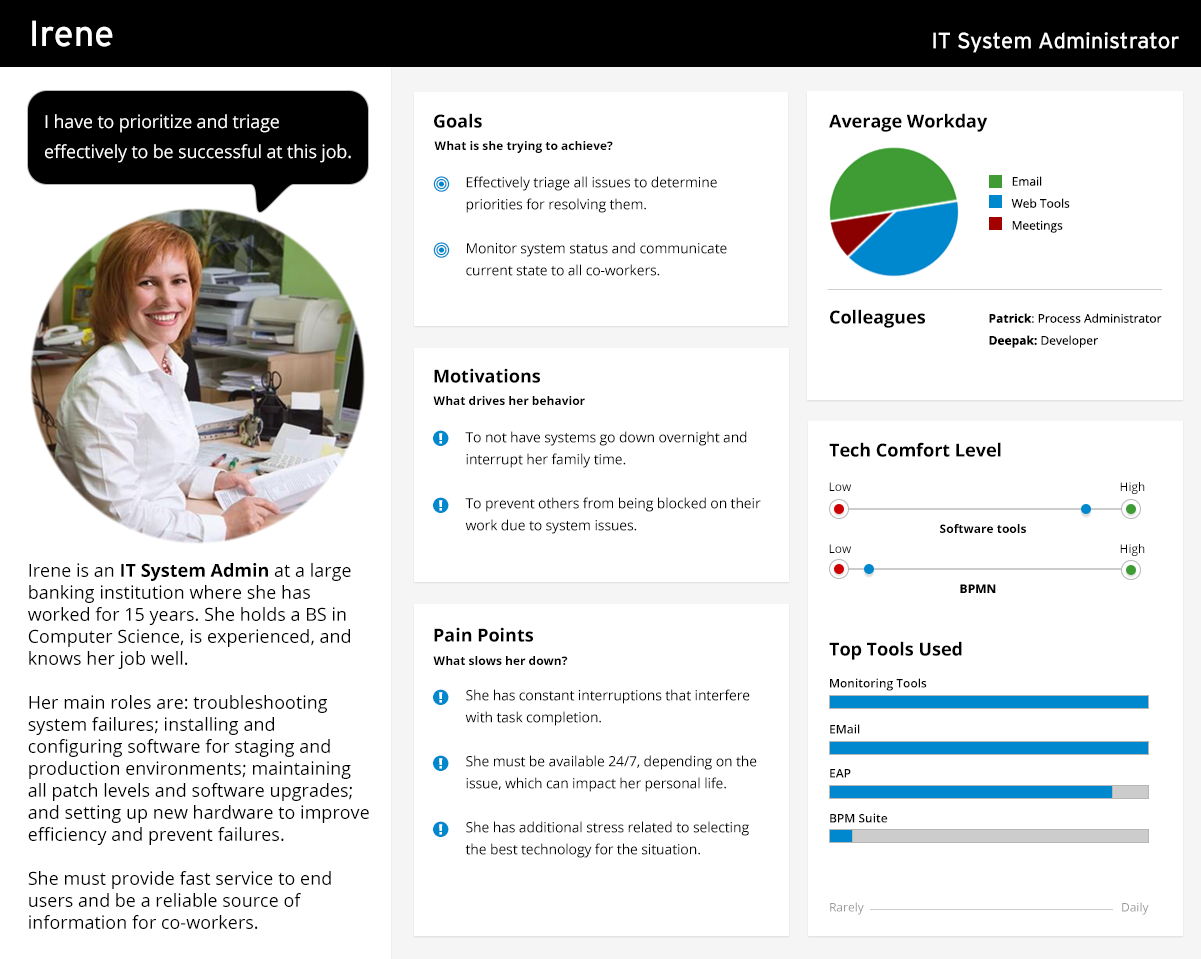 Irene
IT System Administrator
I have to prioritize and triage
effectively to be successful at this job.
Irene is an IT System Admin at a large
banking institution where she has
worked for 15 years. She holds a BS in
Computer Science, is experienced, and
knows her job well.
Her main roles are: troubleshooting
system failures; installing and
configuring software for staging and
production environments; maintaining
all patch levels and software upgrades;
and setting up new hardware to improve
efficiency and prevent failures.
She must provide fast service to end
users and be a reliable source of
information for co-workers.
Goals
What is she trying to achieve?
Effectively triage all issues to determine
priorities for resolving them.
Monitor system status and communicate
current state to all co-workers.
Motivations
What drives her behavior
To not have systems go down overnight and
interrupt her family time.
To prevent others from being blocked on their
work due to system issues.
Pain Points
What slows her down?
She has constant interruptions that interfere
with task completion.
She must be available 24/7, depending on the
issue, which can impact her personal life.
She has additional stress related to selecting
the best technology for the situation.
Average Workday
Email
Web Tools
Meetings
Colleagues
Patrick: Process Administrator
Deepak: Developer
Tech Comfort Level
Low High
Software tools
Low High
BPMN
Top Tools Used
Monitoring Tools
EMail
EAP
BPM Suite
Rarely Daily